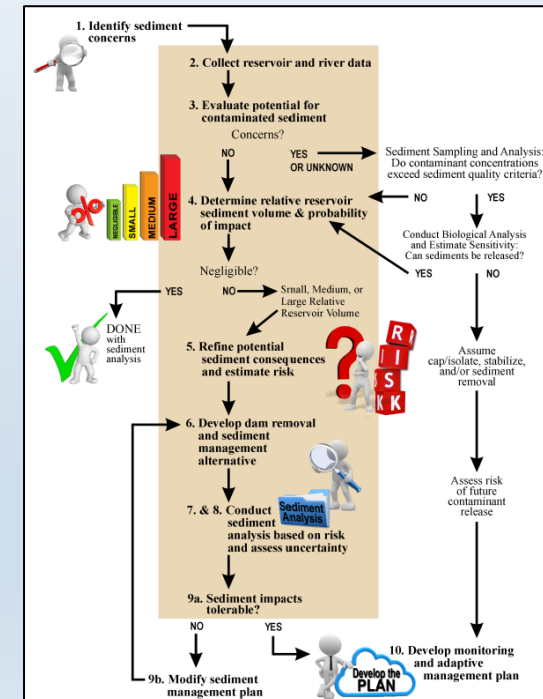 1. Identify sediment
concerns
2. Collect reservoir and river data
3. Evaluate potential for
contaminated sediment
Concerns?
NO
YES
OR UNKNOWN
Sediment Sampling and Analysis:
Do contaminant concentrations
exceed sediment quality criteria?
NO
YES
%
NEGLIGIBLE
SMALL
MEDIUM
LARGE
4. Determine relative reservoir
sediment volume & probability
of impact
Conduct Biological Analysis
and Estimate Sensitivity:
Can sediments be released?
YES
NO
Negligible?
YES
NO
Small, Medium, or
Large Relative
Reservoir Volume
DONE
with
sediment
analysis
5. Refine potential
sediment consequences
and estimate risk
?
RISK
Assume
cap/isolate, stabilize,
and/or sediment
removal
6. Develop dam removal
and sediment
management
alternative
Sediment
Analysis
7. & 8. Conduct
sediment
analysis based on risk
and assess uncertainty
Assess risk
of future
contaminant
release
9a. Sediment impacts
tolerable?
NO
YES
9b. Modify sediment
management plan
Develop the
PLAN
10. Develop monitoring
and adaptive
management plan